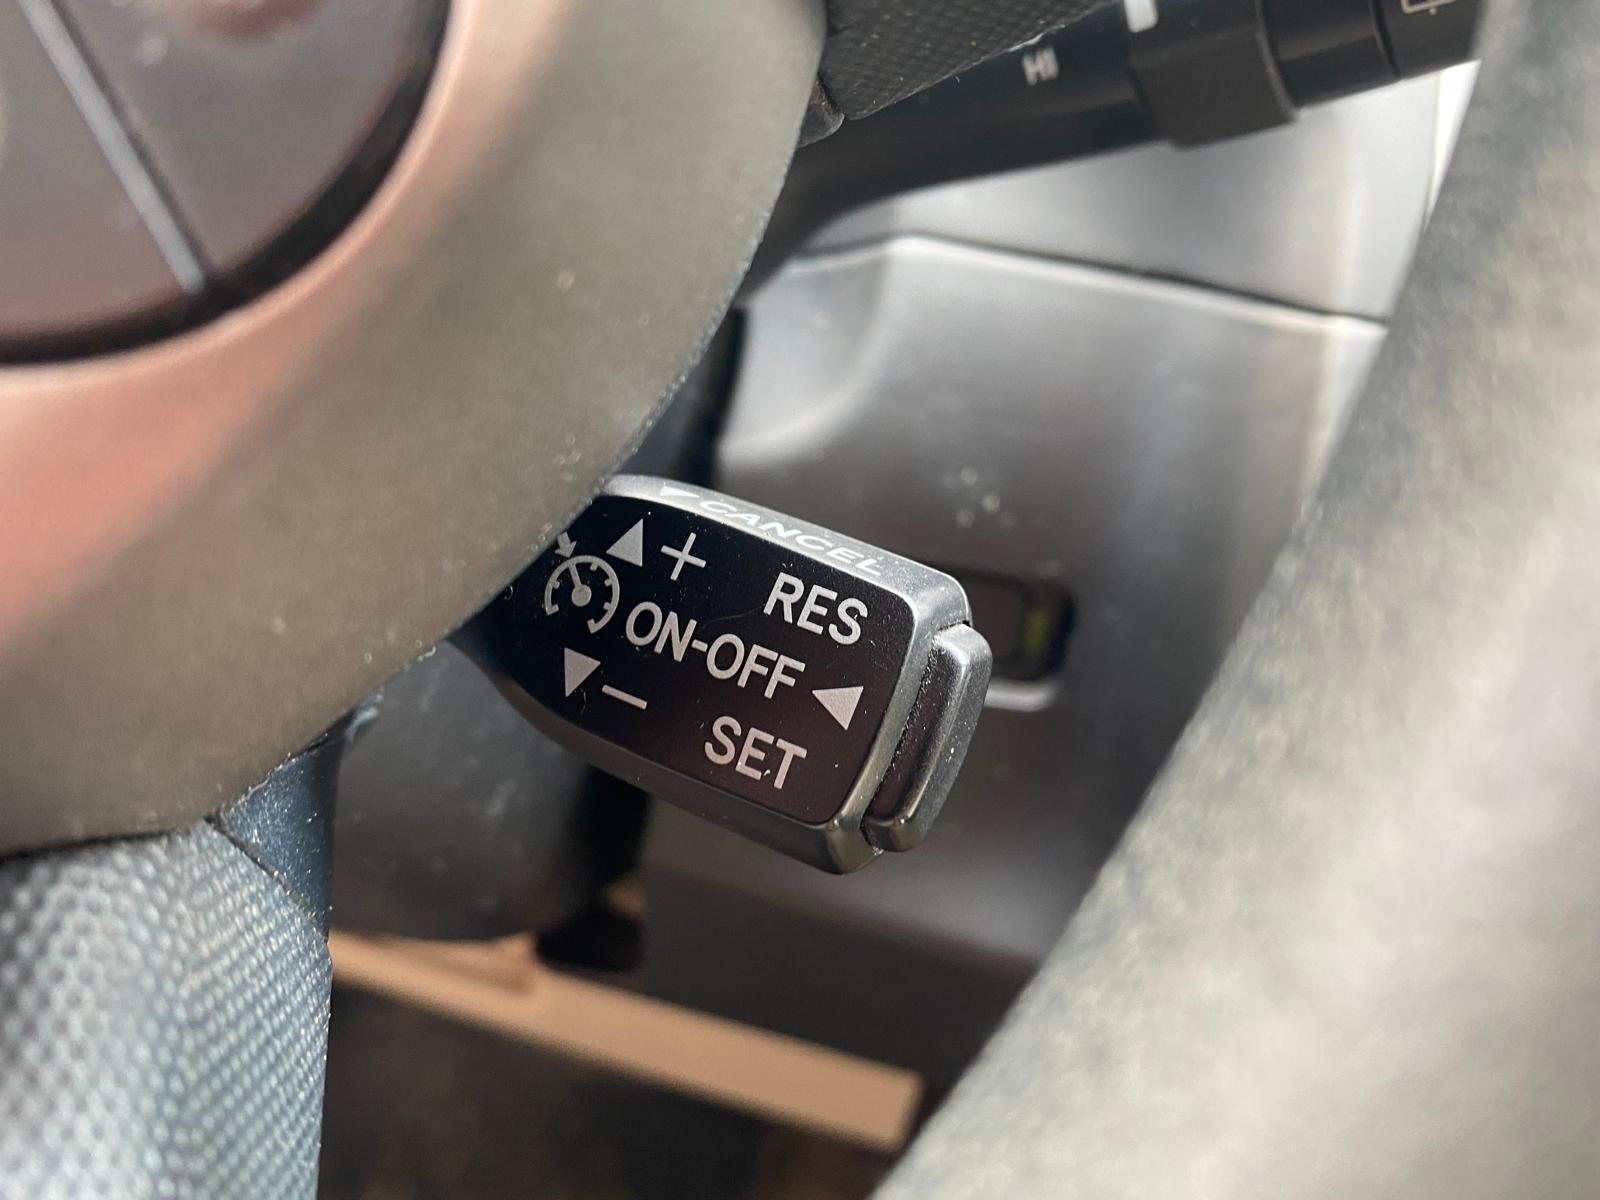 HI
CANCEL
+ RES
ON-OFF
− SET